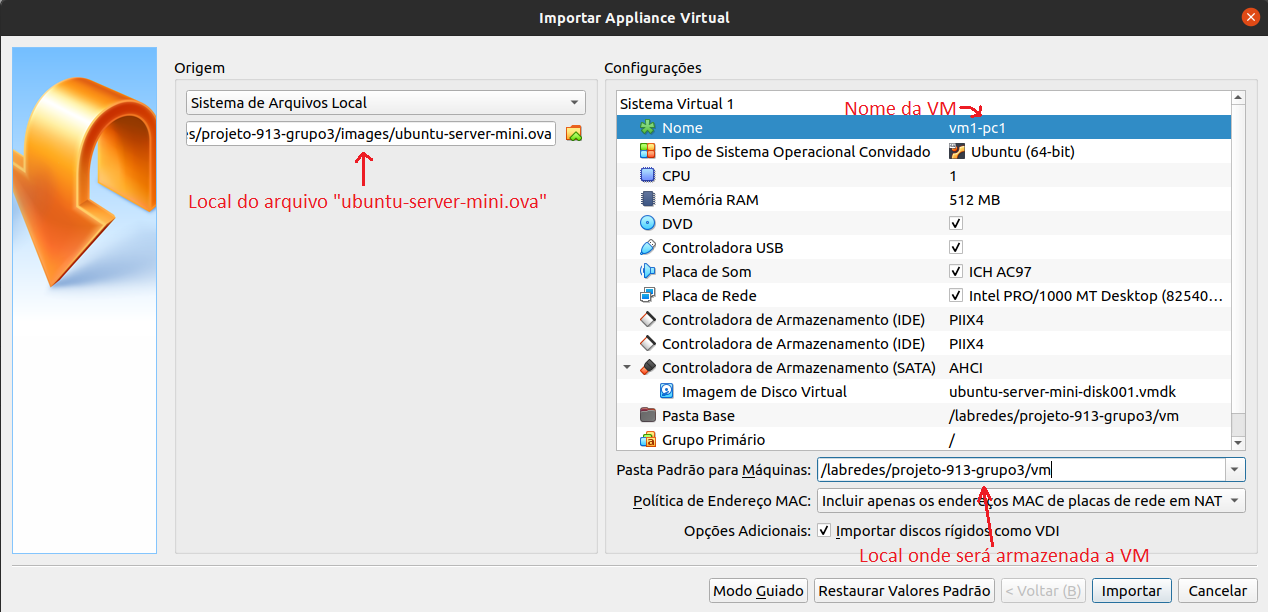 Importar Appliance Virtual
Origem
Sistema de Arquivos Local
s/projeto-913-grupo3/images/ubuntu-server-mini.ova
Local do arquivo "ubuntu-server-mini.ova"
Configurações
Sistema Virtual 1
Nome da VM
Nome vm1-pc1
Tipo de Sistema Operacional Convidado Ubuntu (64-bit)
CPU 1
Memória RAM 512 MB
DVD
Controladora USB
Placa de Som ICH AC97
Placa de Rede Intel PRO/1000 MT Desktop (82540...
Controladora de Armazenamento (IDE) PIIX4
Controladora de Armazenamento (IDE) PIIX4
Controladora de Armazenamento (SATA) AHCI
Imagem de Disco Virtual ubuntu-server-mini-disk001.vmdk
Pasta Base /labredes/projeto-913-grupo3/vm
Grupo Primário /
Pasta Padrão para Máquinas: /labredes/projeto-913-grupo3/vm
Política de Endereço MAC: Incluir apenas os endereços MAC de placas de rede em NAT
Opções Adicionais: Importar discos rígidos como VDI
Local onde será armazenada a VM
Modo Guiado Restaurar Valores Padrão < Voltar (B) Importar Cancelar